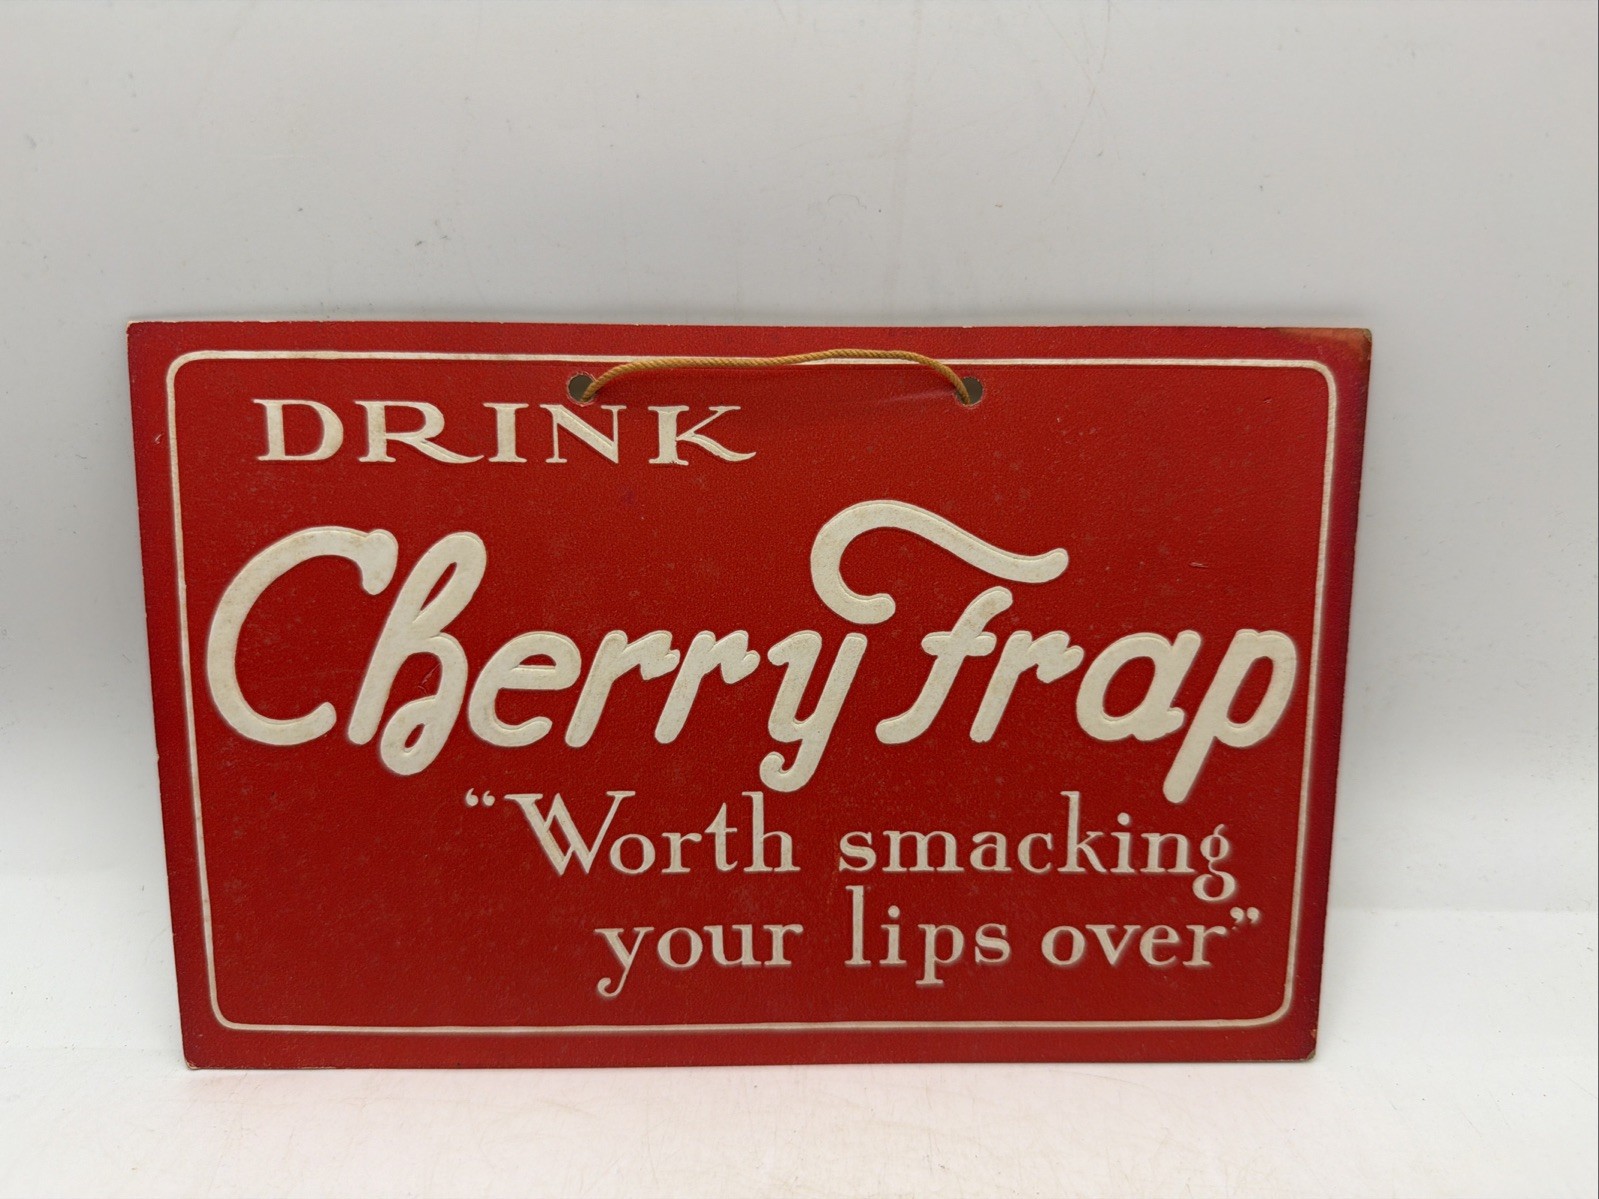 DRINK
Cherry Frap
“Worth smacking
your lips over”